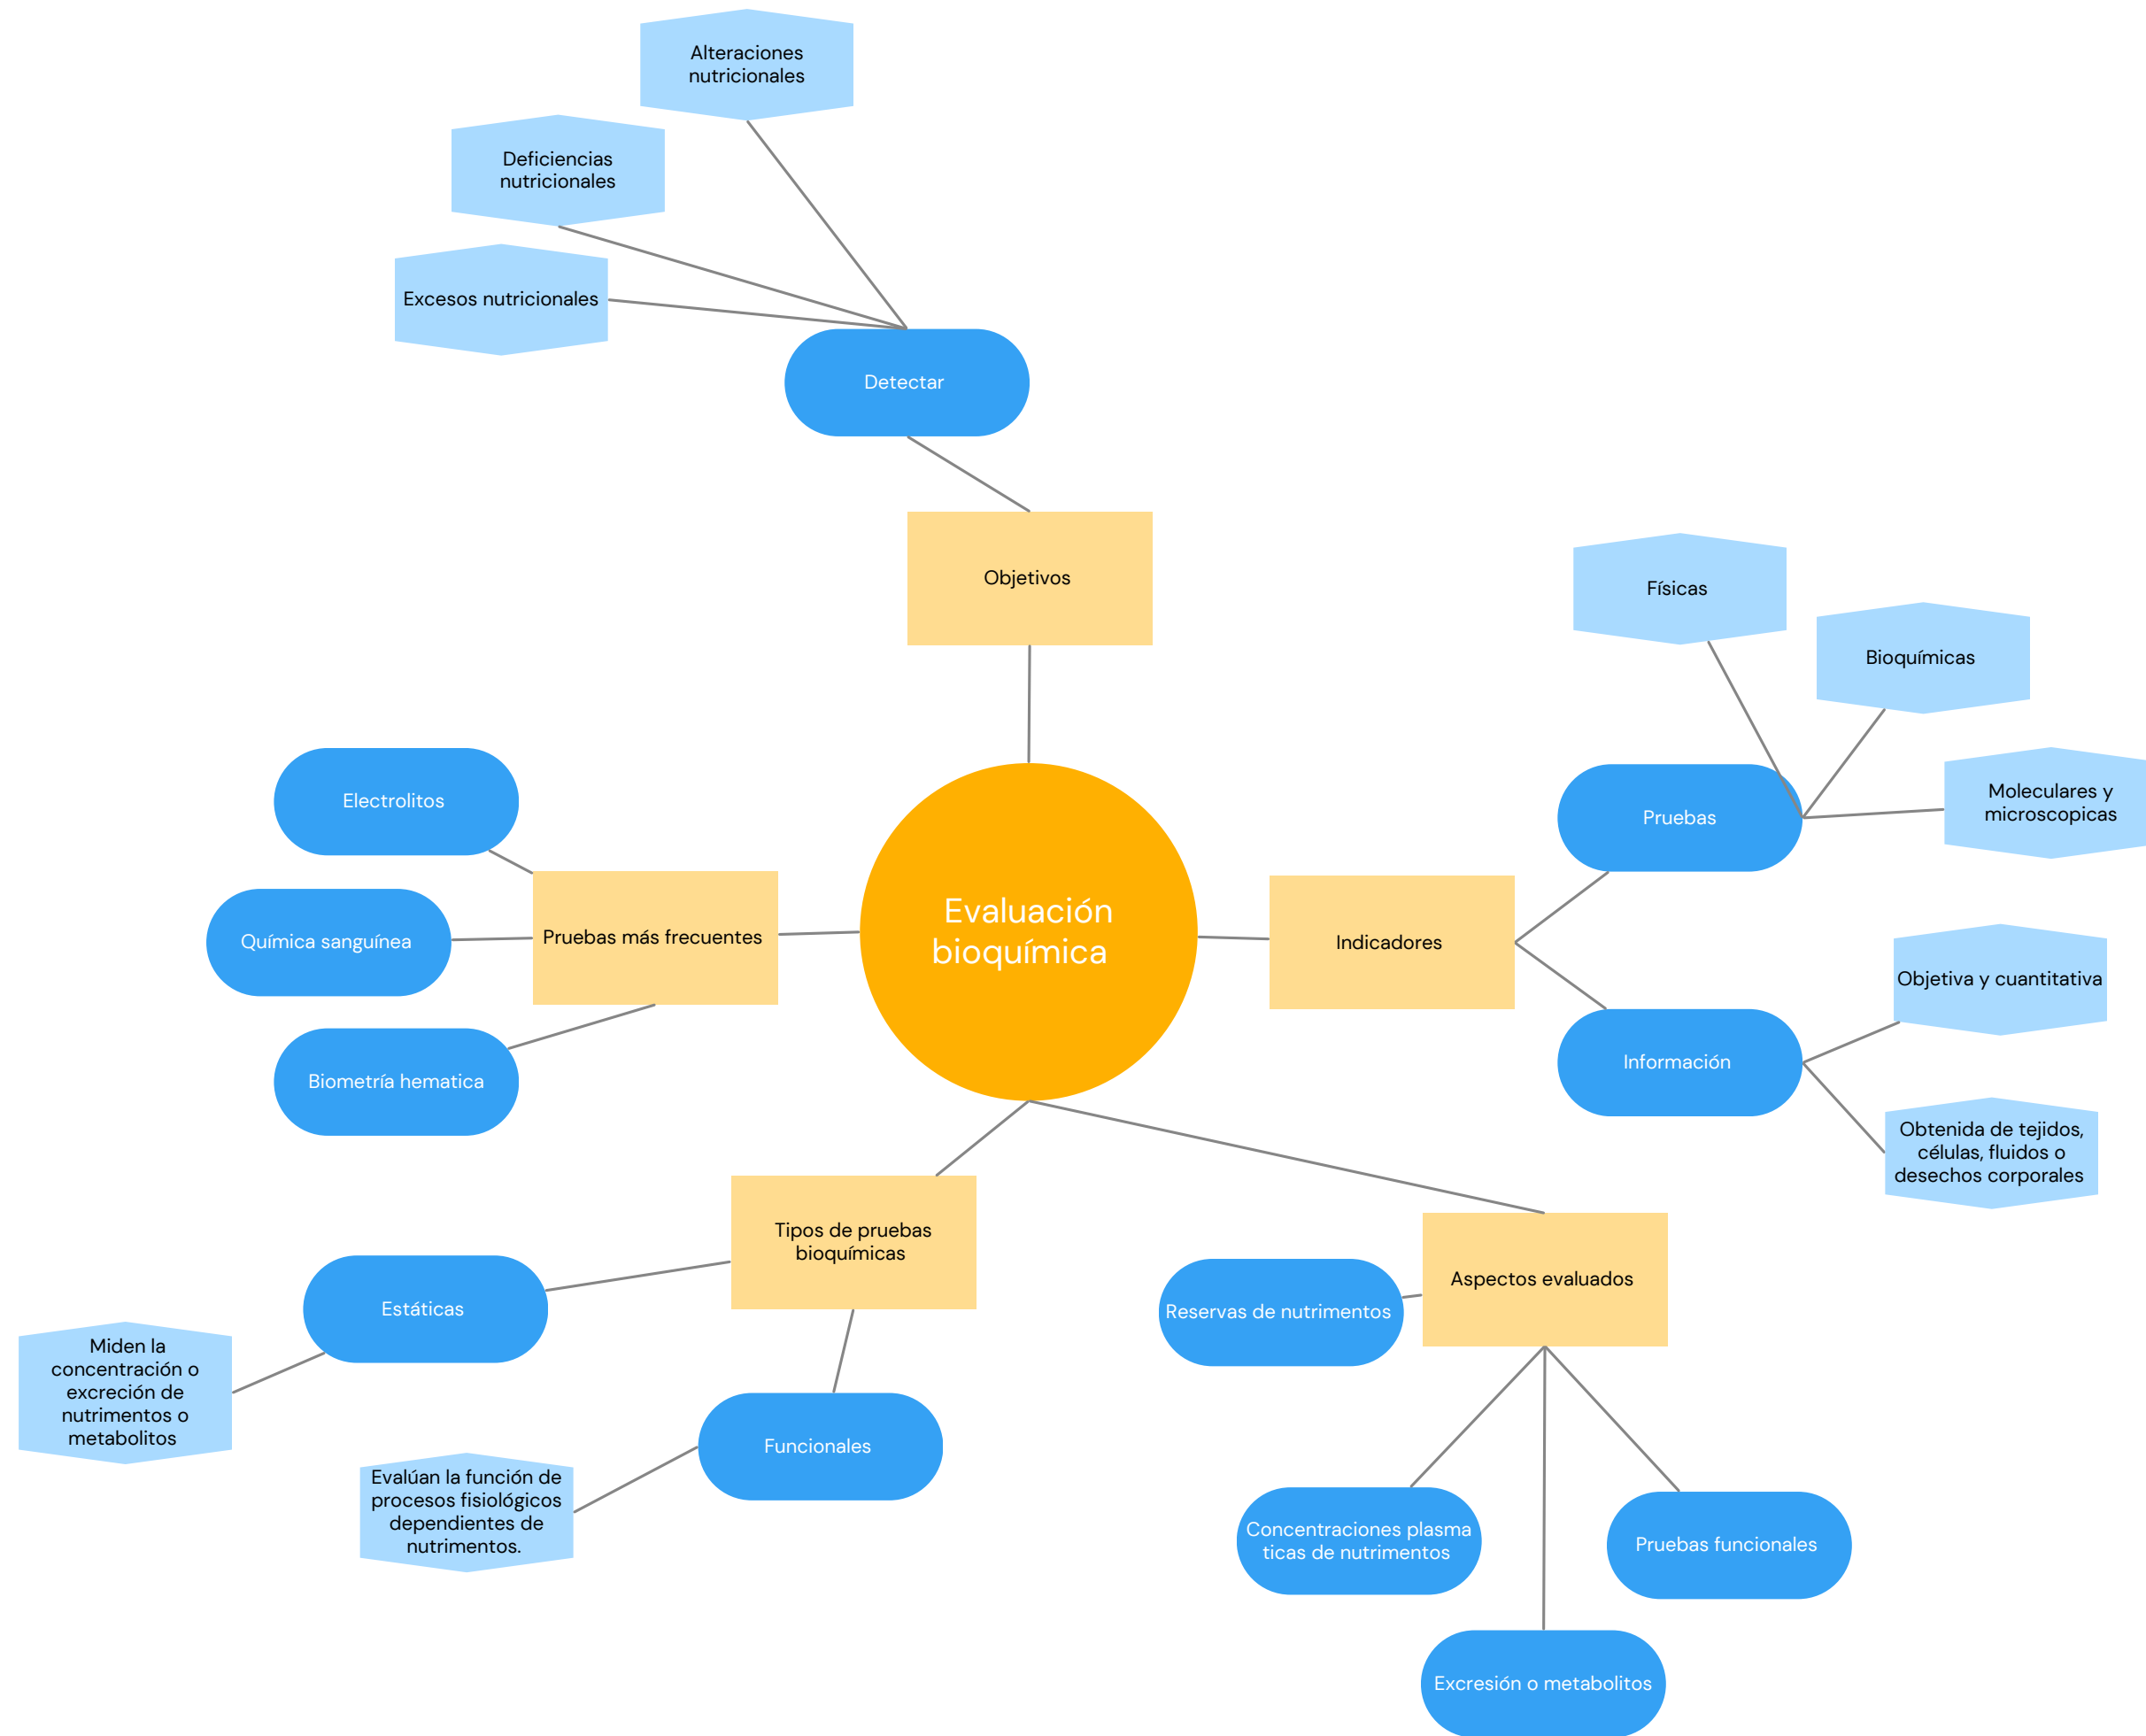 Alteraciones
nutricionales
Deficiencias
nutricionales
Excesos nutricionales
Detectar
Objetivos
Físicas
Bioquímicas
Moleculares y
microscopicas
Pruebas
Electrolitos
Química sanguínea
Pruebas más frecuentes
Biometría hematica
Evaluación
bioquímica
Indicadores
Objetiva y cuantitativa
Información
Obtenida de tejidos,
células, fluidos o
desechos corporales
Tipos de pruebas
bioquímicas
Estáticas
Miden la
concentración o
excreción de
nutrimentos o
metabolitos
Funcionales
Evalúan la función de
procesos fisiológicos
dependientes de
nutrimentos.
Aspectos evaluados
Reservas de nutrimentos
Concentraciones plasma
ticas de nutrimentos
Pruebas funcionales
Excresión o metabolitos